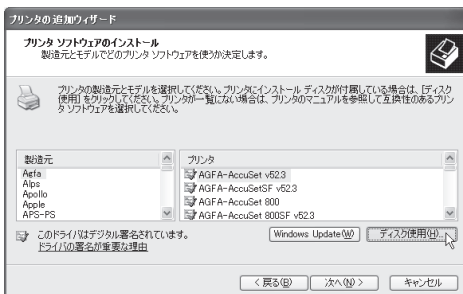 プリンタの追加ウィザード
プリンタ ソフトウェアのインストール
製造元とモデルでどのプリンタ ソフトウェアを使うか決定します。
プリンタの製造元とモデルを選択してください。プリンタにインストール ディスクが付属している場合は、[ディスク
使用] をクリックしてください。プリンタが一覧にない場合は、プリンタのマニュアルを参照して互換性のあるプリン
タ ソフトウェアを選択してください。
製造元
Agfa
Alps
Apollo
Apple
APS-PS
プリンタ
AGFA-AccuSet v52.3
AGFA-AccuSetSF v52.3
AGFA-AccuSet 800
AGFA-AccuSet 800SF v52.3
このドライバはデジタル署名されています。
ドライバの署名が重要な理由
Windows Update(W)
ディスク使用(H)...
< 戻る(B)
次へ(N) >
キャンセル